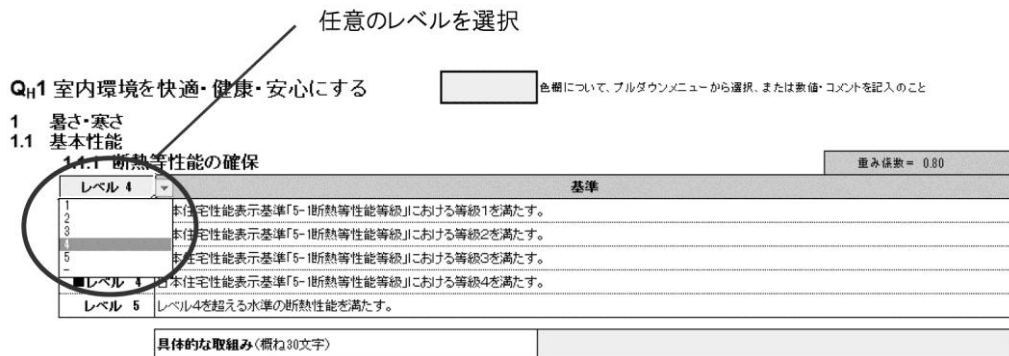 任意のレベルを選択
QH1 室内環境を快適・健康・安心にする
色欄について、プルダウンメニューから選択、または数値・コメントを記入のこと
1 暑さ・寒さ
1.1 基本性能
1.1.1 断熱等性能の確保
重み係数= 0.80
レベル 4 基準
1
本住宅性能表示基準「5-1断熱等性能等級」における等級1を満たす。
2
本住宅性能表示基準「5-1断熱等性能等級」における等級2を満たす。
3
4
本住宅性能表示基準「5-1断熱等性能等級」における等級3を満たす。
5
-
■レベル 4 日本住宅性能表示基準「5-1断熱等性能等級」における等級4を満たす。
レベル 5 レベル4を超える水準の断熱性能を満たす。
具体的な取組み(概ね30文字)